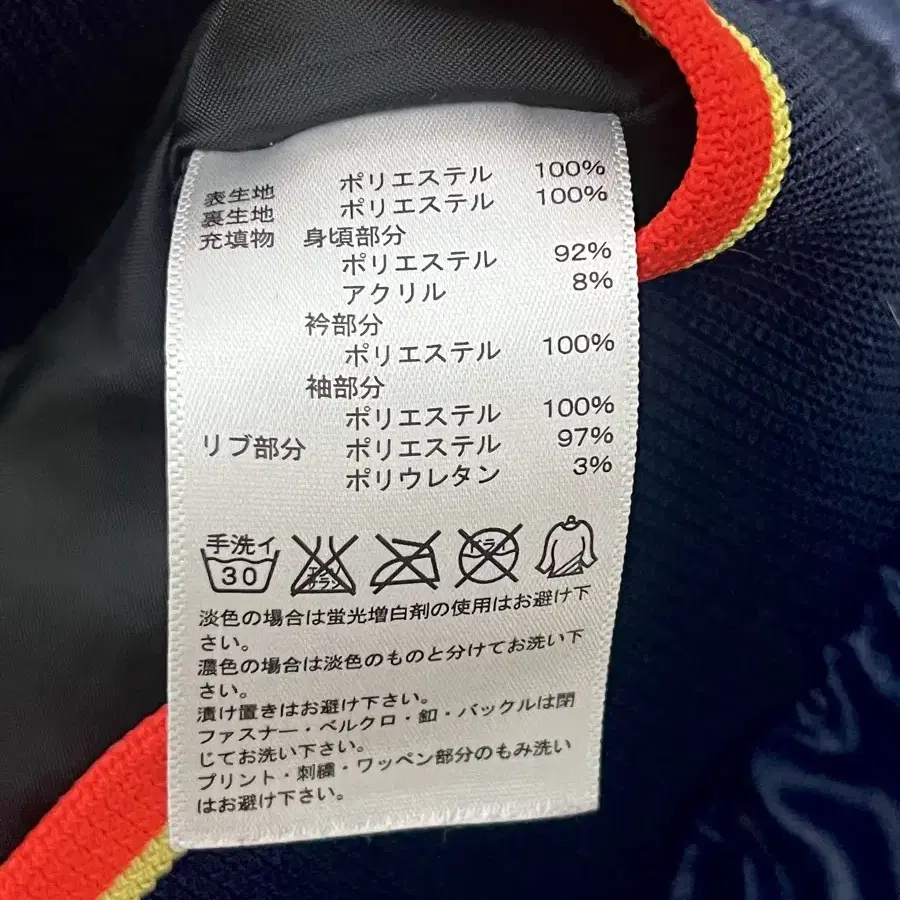 表生地 ポリエステル 100%
裏生地 ポリエステル 100%
充填物 身頃部分
ポリエステル 92%
アクリル 8%
衿部分
ポリエステル 100%
袖部分
ポリエステル 100%
リブ部分 ポリエステル 97%
ポリウレタン 3%
手洗イ
30
エンソ
サラシ
ドライ
淡色の場合は蛍光増白剤の使用はお避け下
さい。
濃色の場合は淡色のものと分けてお洗い下
さい。
漬け置きはお避け下さい。
ファスナー・ベルクロ・釦・バックルは閉
じてお洗い下さい。
プリント・刺繍・ワッペン部分のもみ洗い
はお避け下さい。